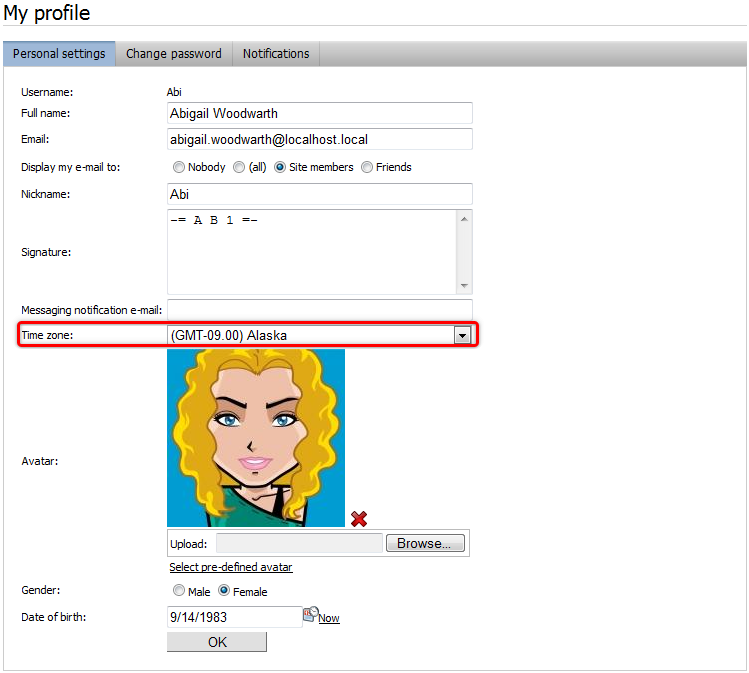 My profile
Personal settings Change password Notifications
Username: Abi
Full name: Abigail Woodwarth
Email: abigail.woodwarth@localhost.local
Display my e-mail to: Nobody (all) Site members Friends
Nickname: Abi
-= A B 1 =-
Signature:
Messaging notification e-mail:
Time zone: (GMT-09.00) Alaska
Avatar:
Upload: Browse...
Select pre-defined avatar
Gender: Male Female
Date of birth: 9/14/1983 Now
OK